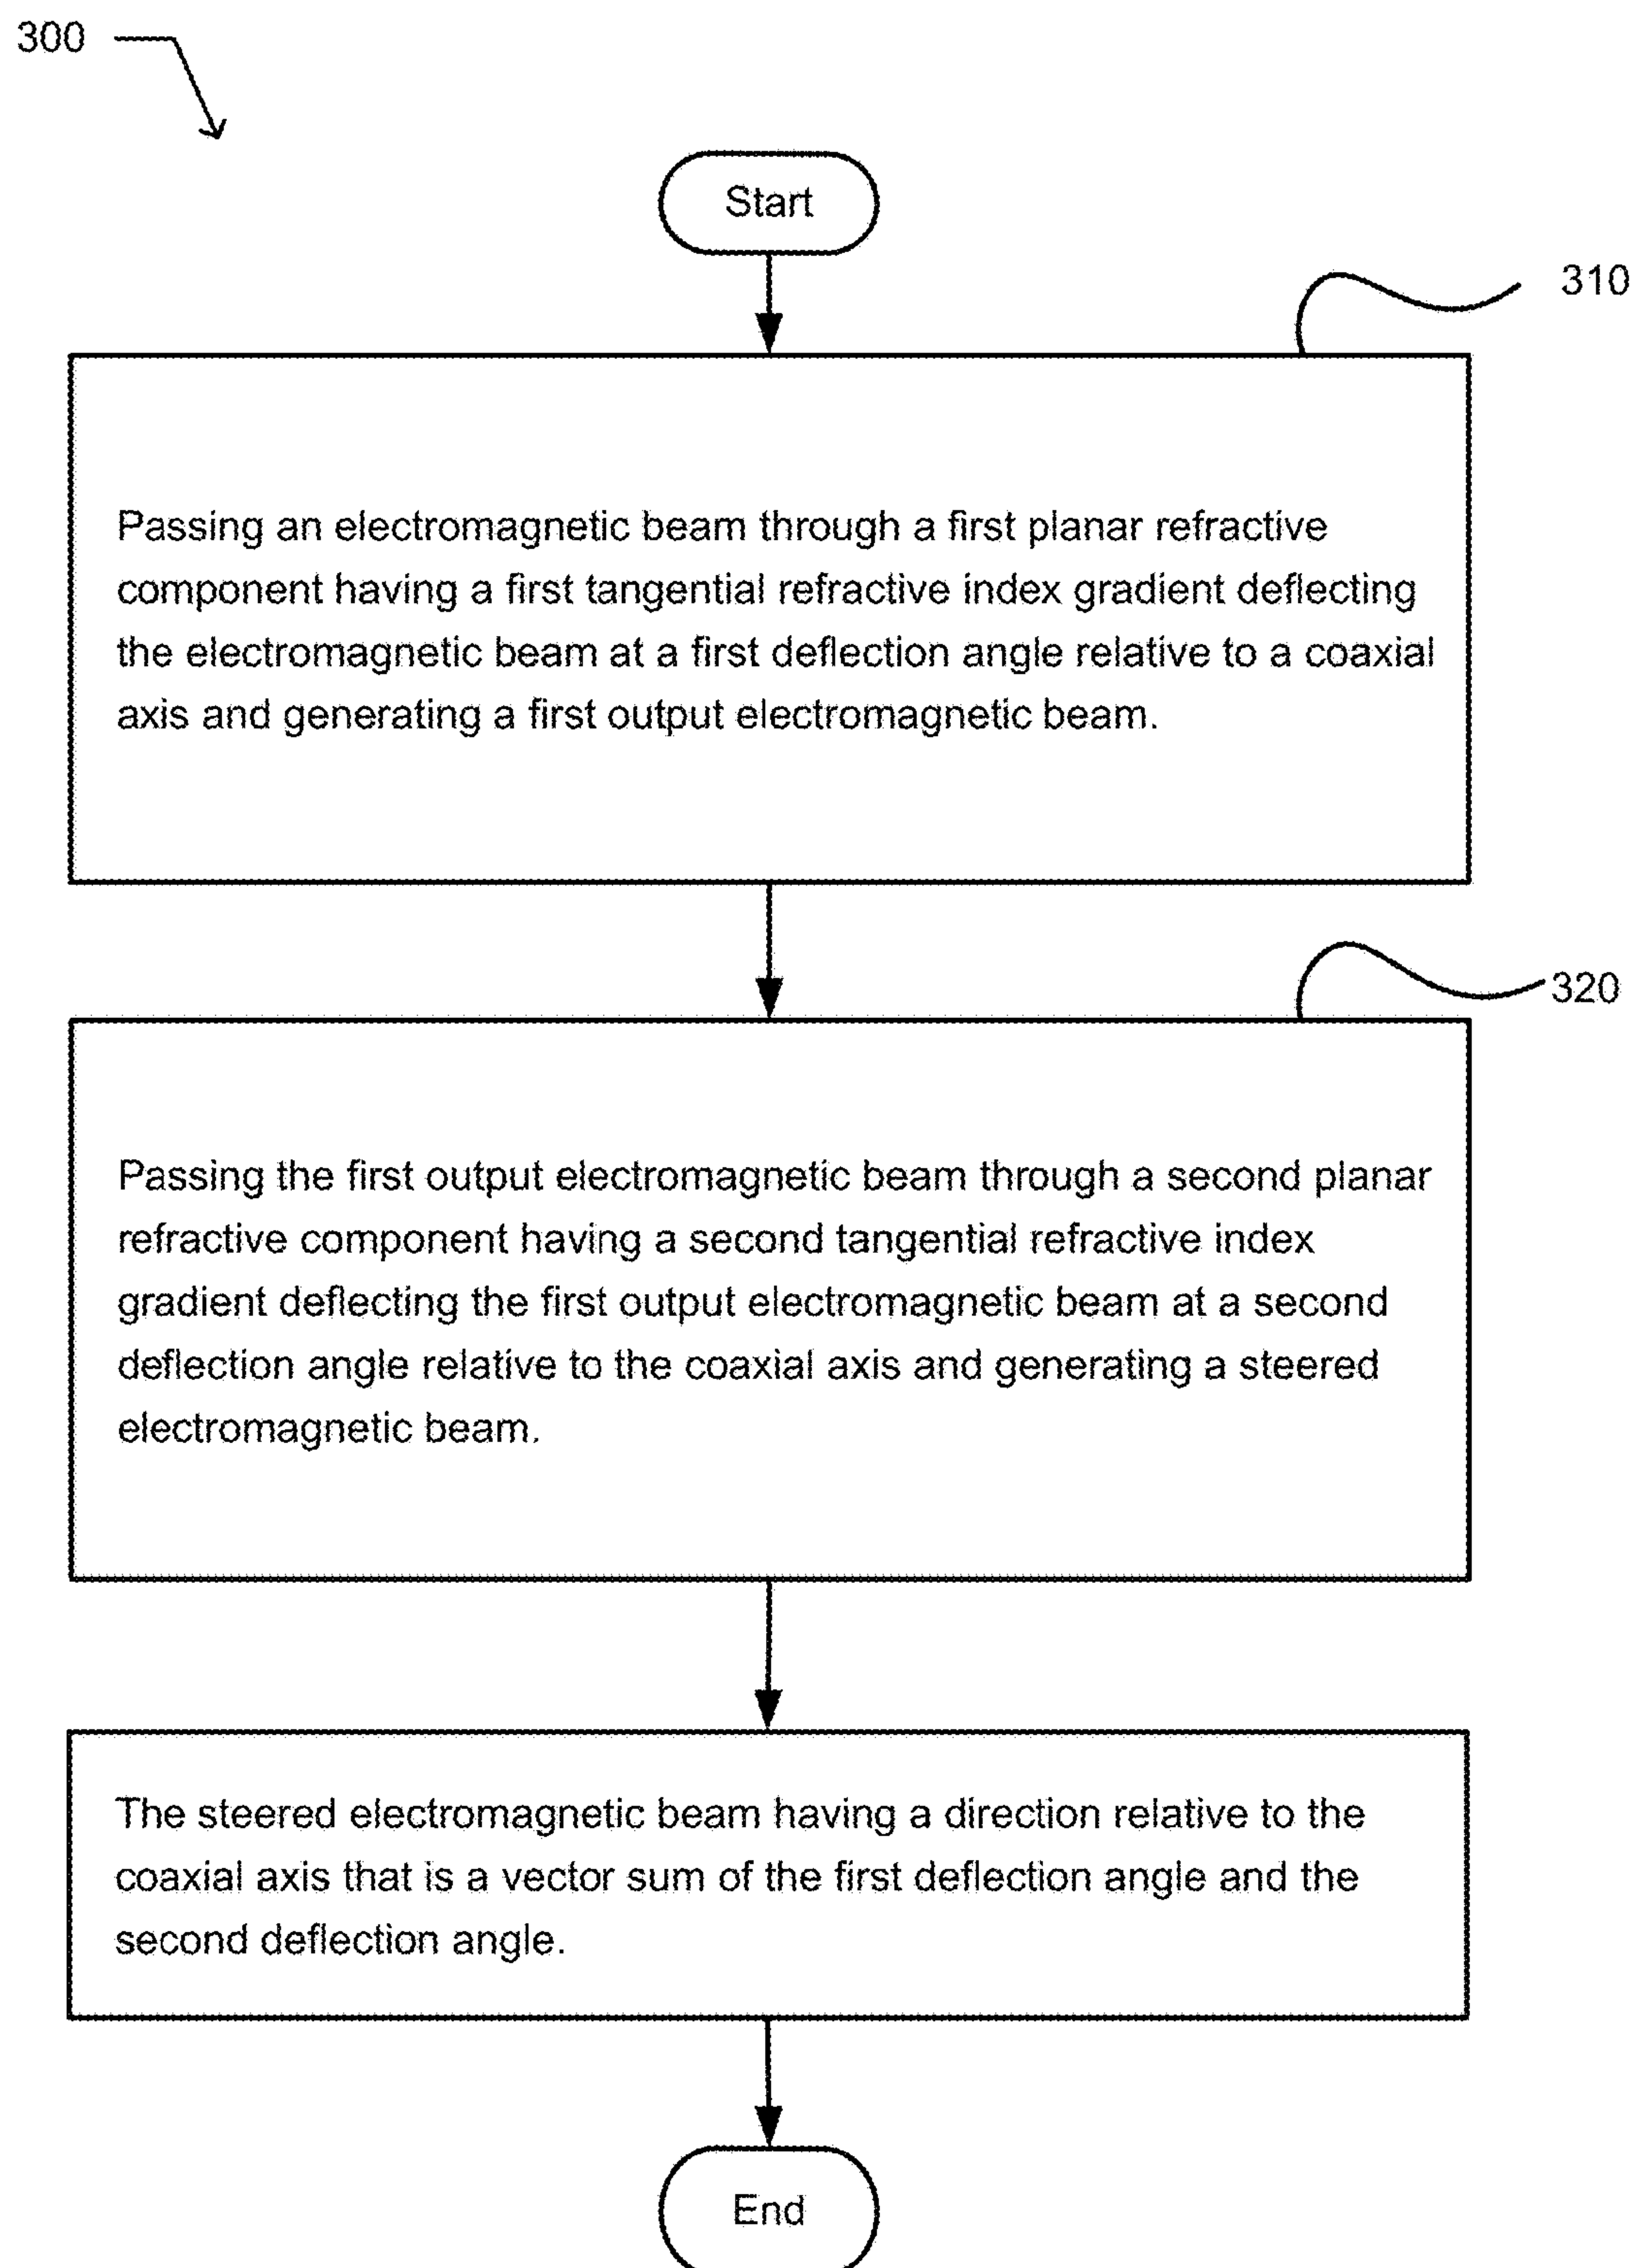 300
Start
310
Passing an electromagnetic beam through a first planar refractive
component having a first tangential refractive index gradient deflecting
the electromagnetic beam at a first deflection angle relative to a coaxial
axis and generating a first output electromagnetic beam.
320
Passing the first output electromagnetic beam through a second planar
refractive component having a second tangential refractive index
gradient deflecting the first output electromagnetic beam at a second
deflection angle relative to the coaxial axis and generating a steered
electromagnetic beam.
The steered electromagnetic beam having a direction relative to the
coaxial axis that is a vector sum of the first deflection angle and the
second deflection angle.
End